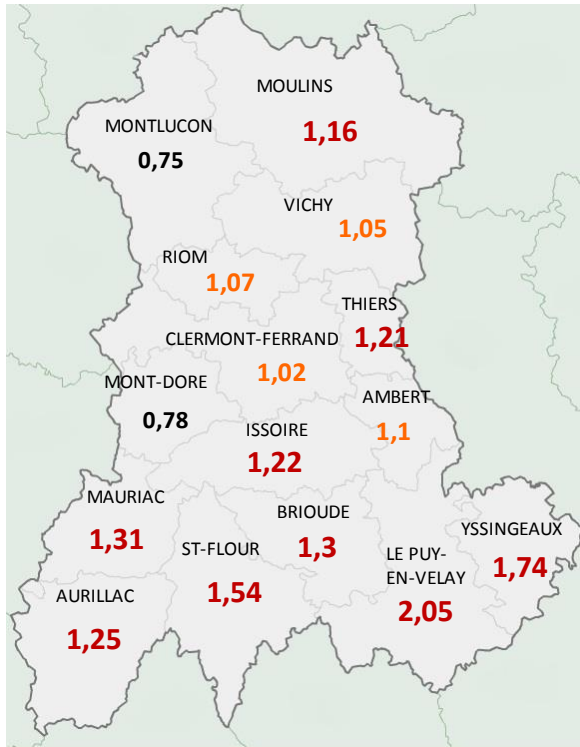 MOULINS
1,16
MONTLUCON
0,75
VICHY
1,05
RIOM
1,07
THIERS
1,21
CLERMONT-FERRAND
1,02
MONT-DORE
0,78
AMBERT
1,1
ISSOIRE
1,22
MAURIAC
1,31
BRIOUDE
1,3
ST-FLOUR
1,54
LE PUY-
EN-VELAY
2,05
YSSINGEAUX
1,74
AURILLAC
1,25